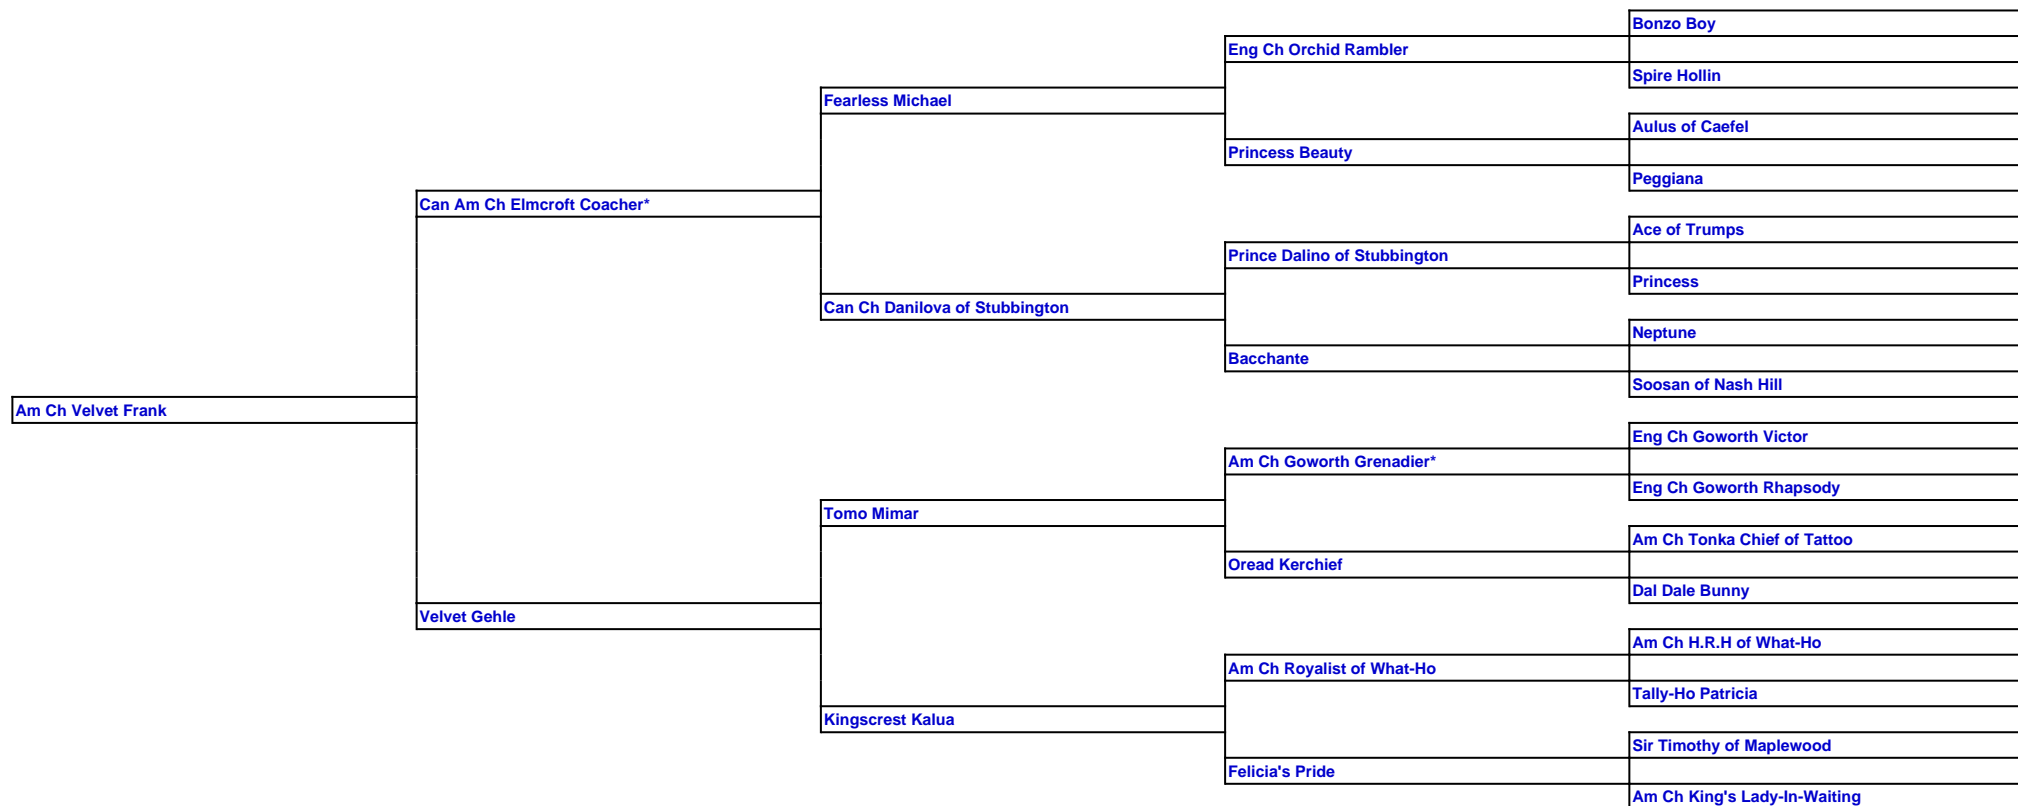 Bonzo Boy
Eng Ch Orchid Rambler
Spire Hollin
Fearless Michael
Aulus of Caefel
Princess Beauty
Peggiana
Can Am Ch Elmcroft Coacher*
Ace of Trumps
Prince Dalino of Stubbington
Princess
Can Ch Danilova of Stubbington
Neptune
Bacchante
Soosan of Nash Hill
Am Ch Velvet Frank
Eng Ch Goworth Victor
Am Ch Goworth Grenadier*
Eng Ch Goworth Rhapsody
Tomo Mimar
Am Ch Tonka Chief of Tattoo
Oread Kerchief
Dal Dale Bunny
Velvet Gehle
Am Ch H.R.H of What-Ho
Am Ch Royalist of What-Ho
Tally-Ho Patricia
Kingscrest Kalua
Sir Timothy of Maplewood
Felicia's Pride
Am Ch King's Lady-In-Waiting